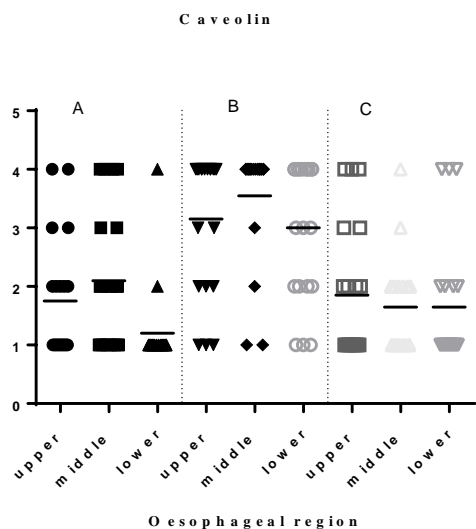 Caveolin
A B C
5
4
3
2
1
0
upper middle lower upper middle lower upper middle lower
Oesophageal region